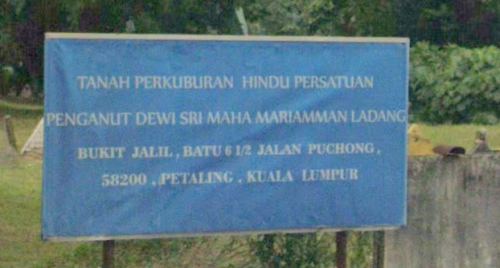 TANAH PERKUBURAN HINDU PERSATUAN
PENGANUT DEWI SRI MAHA MARIAMMAN LADANG
BUKIT JALIL, BATU 6 1/2 JALAN PUCHONG,
58200, PETALING, KUALA LUMPUR